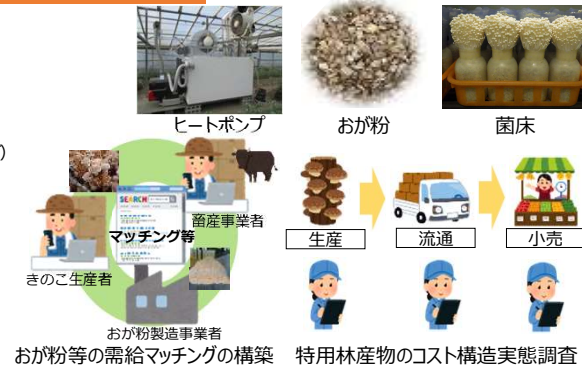 ヒートポンプ
おが粉
菌床
）
SEARCH
マッチング等
畜産事業者
きのこ生産者
おが粉製造事業者
おが粉等の需給マッチングの構築
生産
流通
小売
特用林産物のコスト構造実態調査